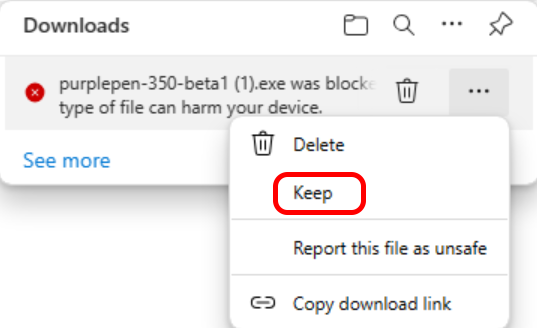 Downloads
purplepen-350-beta1 (1).exe was blocke
type of file can harm your device.
See more
Delete
Keep
Report this file as unsafe
Copy download link